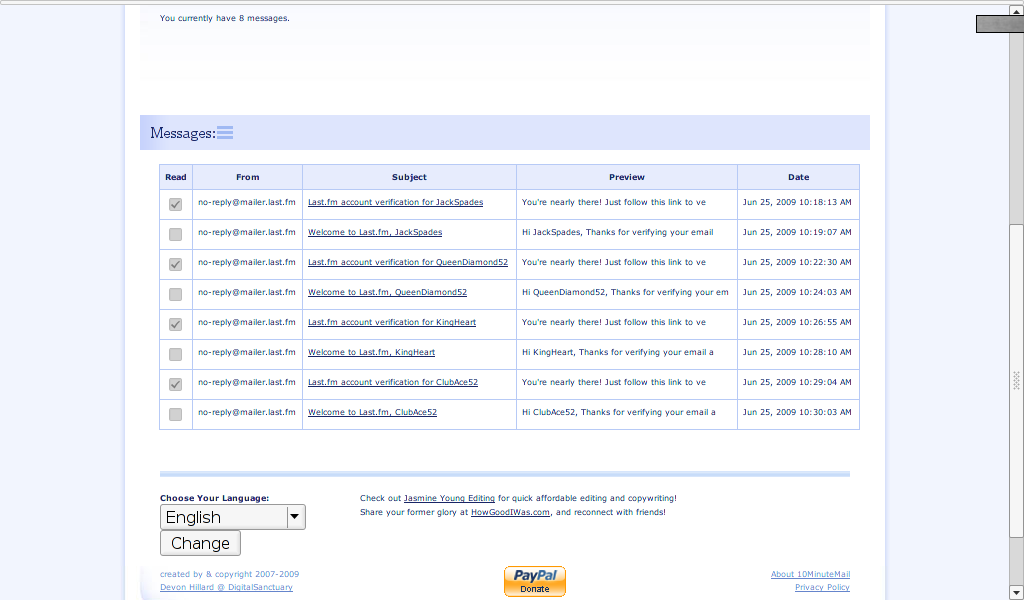 You currently have 8 messages.
Messages:
Read From Subject Preview Date
no-reply@mailer.last.fm Last.fm account verification for JackSpades You're nearly there! Just follow this link to ve Jun 25, 2009 10:18:13 AM
no-reply@mailer.last.fm Welcome to Last.fm, JackSpades Hi JackSpades, Thanks for verifying your email Jun 25, 2009 10:19:07 AM
no-reply@mailer.last.fm Last.fm account verification for QueenDiamond52 You're nearly there! Just follow this link to ve Jun 25, 2009 10:22:30 AM
no-reply@mailer.last.fm Welcome to Last.fm, QueenDiamond52 Hi QueenDiamond52, Thanks for verifying your em Jun 25, 2009 10:24:03 AM
no-reply@mailer.last.fm Last.fm account verification for KingHeart You're nearly there! Just follow this link to ve Jun 25, 2009 10:26:55 AM
no-reply@mailer.last.fm Welcome to Last.fm, KingHeart Hi KingHeart, Thanks for verifying your email a Jun 25, 2009 10:28:10 AM
no-reply@mailer.last.fm Last.fm account verification for ClubAce52 You're nearly there! Just follow this link to ve Jun 25, 2009 10:29:04 AM
no-reply@mailer.last.fm Welcome to Last.fm, ClubAce52 Hi ClubAce52, Thanks for verifying your email a Jun 25, 2009 10:30:03 AM
Choose Your Language:
English
Change
Check out Jasmine Young Editing for quick affordable editing and copywriting!
Share your former glory at HowGoodIWas.com, and reconnect with friends!
created by & copyright 2007-2009
Devon Hillard @ DigitalSanctuary
PayPal
Donate
About 10MinuteMail
Privacy Policy